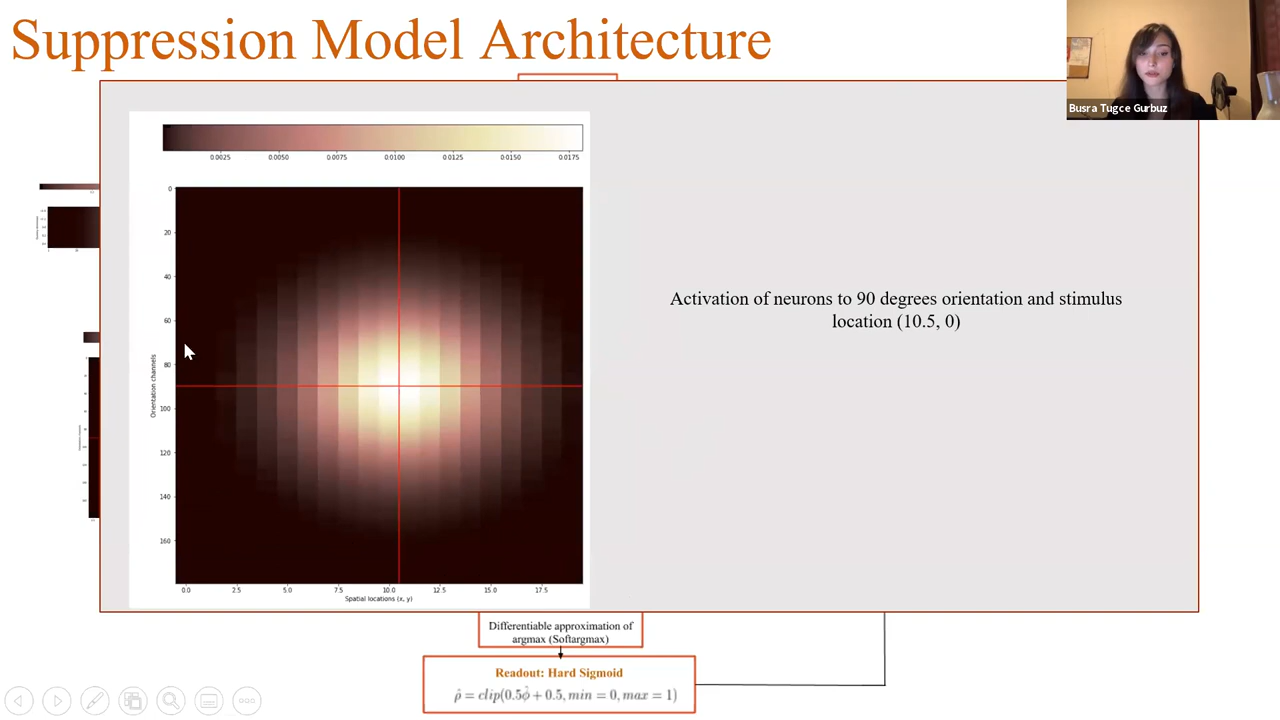 Suppression Model Architecture
Busra Tugce Gurbuz
0.0025 0.0050 0.0075 0.0100 0.0125 0.0150 0.0175
0
20
40
60
80
100
120
140
160
Orientation channels
0.0 2.5 5.0 7.5 10.0 12.5 15.0 17.5
Spatial locations (x, y)
Activation of neurons to 90 degrees orientation and stimulus
location (10.5, 0)
Differentiable approximation of
argmax (Softargmax)
Readout: Hard Sigmoid
ρ̂ = clip(0.5ϕ̂ + 0.5, min = 0, max = 1)